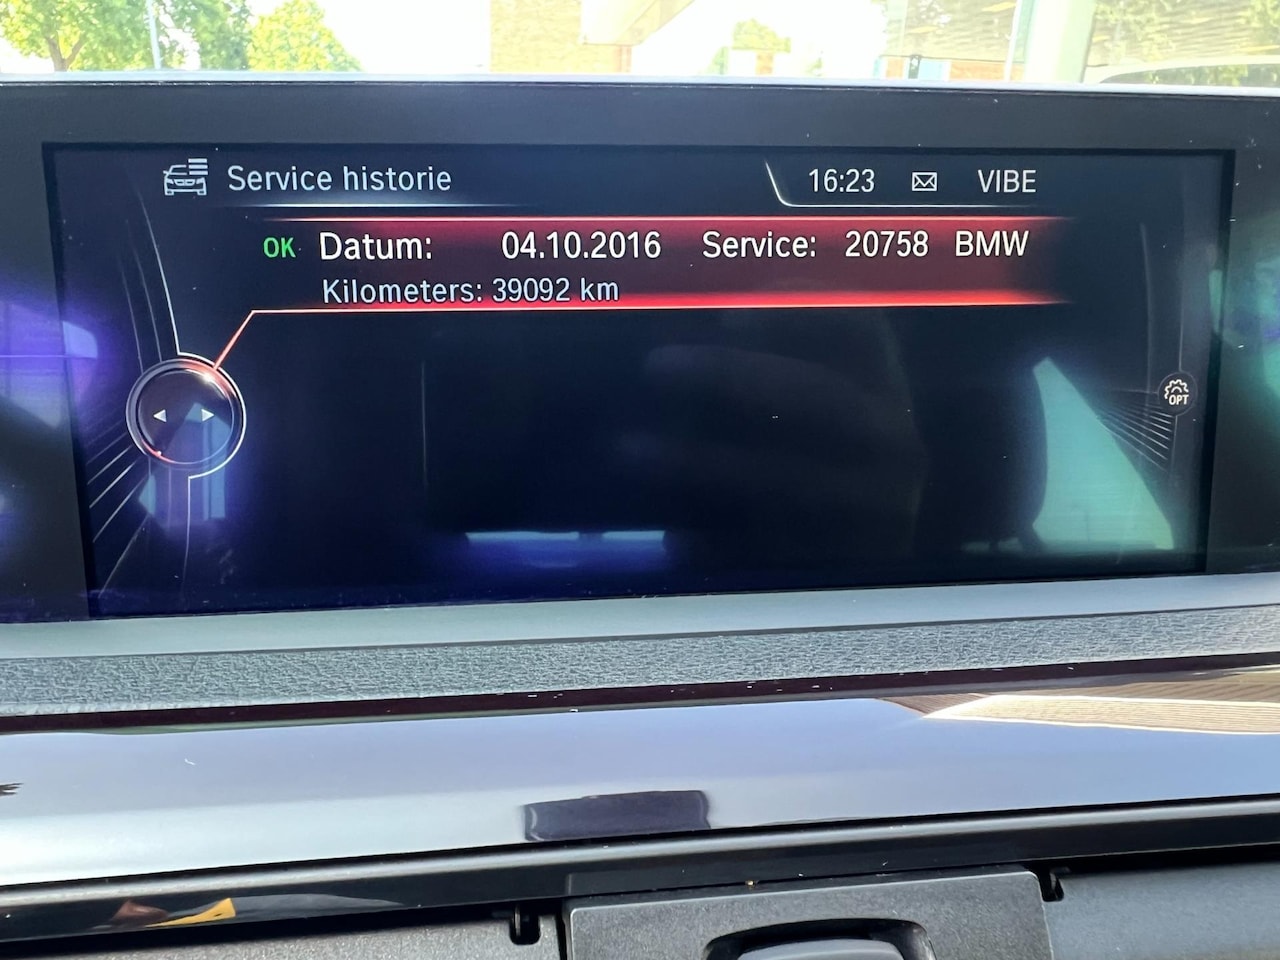 Service historie 16:23 VIBE
OK Datum: 04.10.2016 Service: 20758 BMW
Kilometers: 39092 km
OPT